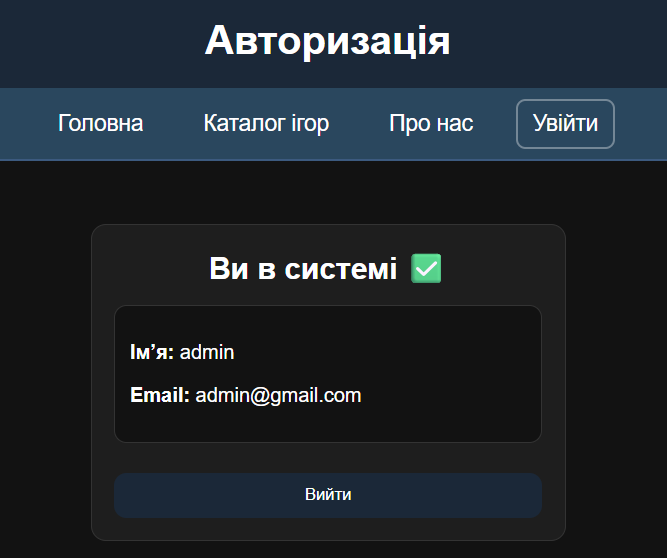 Авторизація
Головна Каталог ігор Про нас Увійти
Ви в системі ✅
Ім’я: admin
Email: admin@gmail.com
Вийти